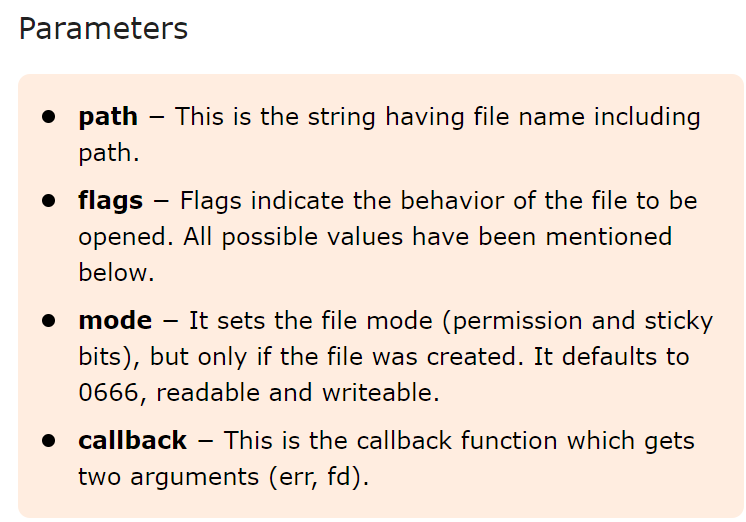 Parameters
● path − This is the string having file name including
path.
● flags − Flags indicate the behavior of the file to be
opened. All possible values have been mentioned
below.
● mode − It sets the file mode (permission and sticky
bits), but only if the file was created. It defaults to
0666, readable and writeable.
● callback − This is the callback function which gets
two arguments (err, fd).